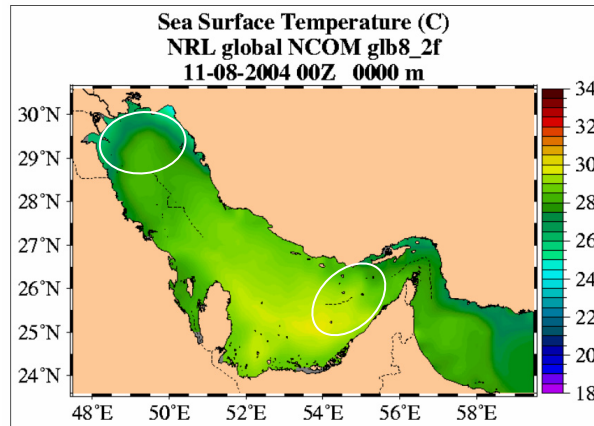 Sea Surface Temperature (C)
NRL global NCOM glb8_2f
11-08-2004 00Z 0000 m
30°N
29°N
28°N
27°N
26°N
25°N
24°N
48°E 50°E 52°E 54°E 56°E 58°E
34
32
30
28
26
24
22
20
18